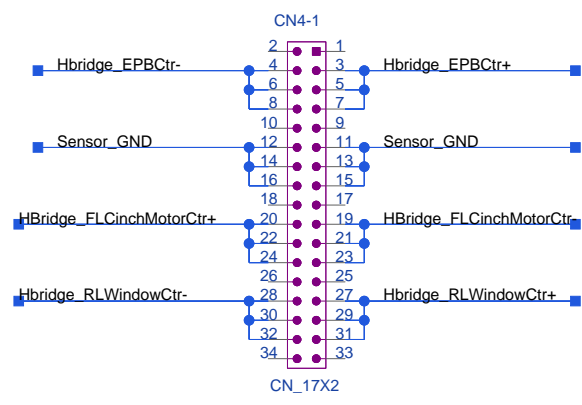 CN4-1
2 1
Hbridge_EPBCtr- 4 3 Hbridge_EPBCtr+
6 5
8 7
10 9
Sensor_GND 12 11 Sensor_GND
14 13
16 15
18 17
HBridge_FLCinchMotorCtr+ 20 19 HBridge_FLCinchMotorCtr-
22 21
24 23
26 25
Hbridge_RLWindowCtr- 28 27 Hbridge_RLWindowCtr+
30 29
32 31
34 33
CN_17X2